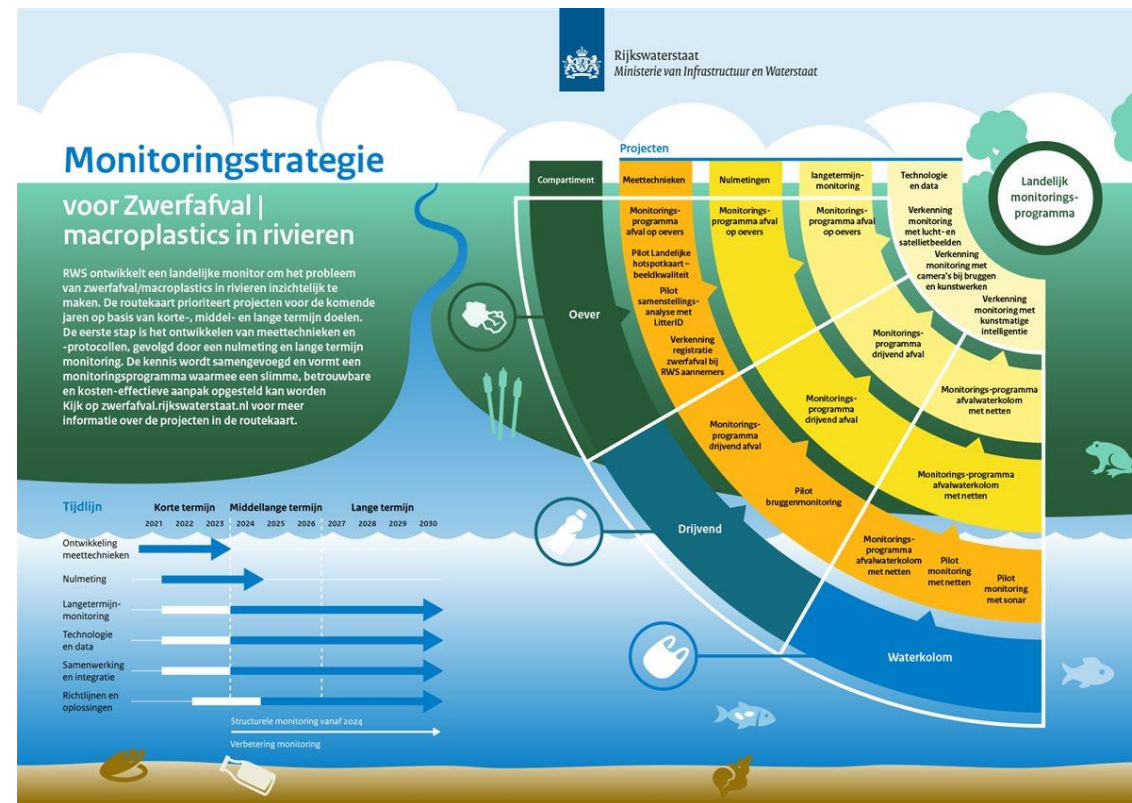 Rijkswaterstaat
Ministerie van Infrastructuur en Waterstaat
Monitoringstrategie
voor Zwerfafval |
macroplastics in rivieren
RWS ontwikkelt een landelijke monitor om het probleem
van zwerfafval/macroplastics in rivieren inzichtelijk te
maken. De routekaart prioriteert projecten voor de komende
jaren op basis van korte-, middel- en lange termijn doelen.
De eerste stap is het ontwikkelen van meettechnieken en
-protocollen, gevolgd door een nulmeting en lange termijn
monitoring. De kennis wordt samengevoegd en vormt een
monitoringsprogramma waarmee een slimme, betrouwbare
en kosten-effectieve aanpak opgesteld kan worden
Kijk op zwerfafval.rijkswaterstaat.nl voor meer
informatie over de projecten in de routekaart.
Projecten
Compartiment
Meettechnieken
Nulmetingen
langetermijn-
monitoring
Technologie
en data
Landelijk
monitorings-
programma
Oever
Monitorings-
programma
afval op oevers
Pilot Landelijke
hotspotkaart –
beeldkwaliteit
Pilot
samenstellings-
analyse met
LitterID
Verkenning
registratie
zwerfafval bij
RWS aannemers
Monitorings-
programma afval
op oevers
Monitorings-
programma afval
op oevers
Verkenning
monitoring
met lucht- en
satellietbeelden
Verkenning
monitoring met
camera's bij bruggen
en kunstwerken
Verkenning
monitoring met
kunstmatige
intelligentie
Drijvend
Monitorings-
programma
drijvend afval
Pilot
bruggenmonitoring
Monitorings-
programma
drijvend afval
Monitorings-
programma
drijvend afval
Waterkolom
Monitorings-
programma
afvalwaterkolom
met netten
Pilot
monitoring
met netten
Pilot
monitoring
met sonar
Monitorings-programma
afvalwaterkolom
met netten
Monitorings-programma
afvalwaterkolom
met netten
Tijdlijn
Korte termijn
Middellange termijn
Lange termijn
2021 2022 2023 2024 2025 2026 2027 2028 2029 2030
Ontwikkeling
meettechnieken
Nulmeting
Langetermijn-
monitoring
Technologie
en data
Samenwerking
en integratie
Richtlijnen en
oplossingen
Structurele monitoring vanaf 2024
Verbetering monitoring